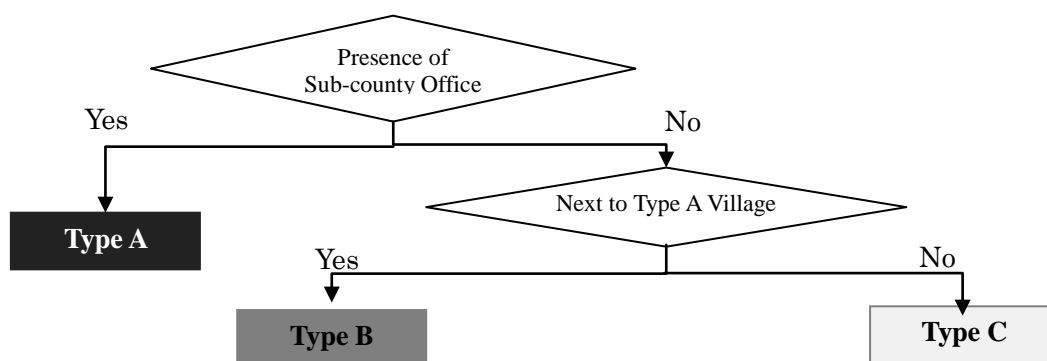 Presence of
Sub-county Office
Yes
No
Type A
Next to Type A Village
Yes
No
Type B
Type C